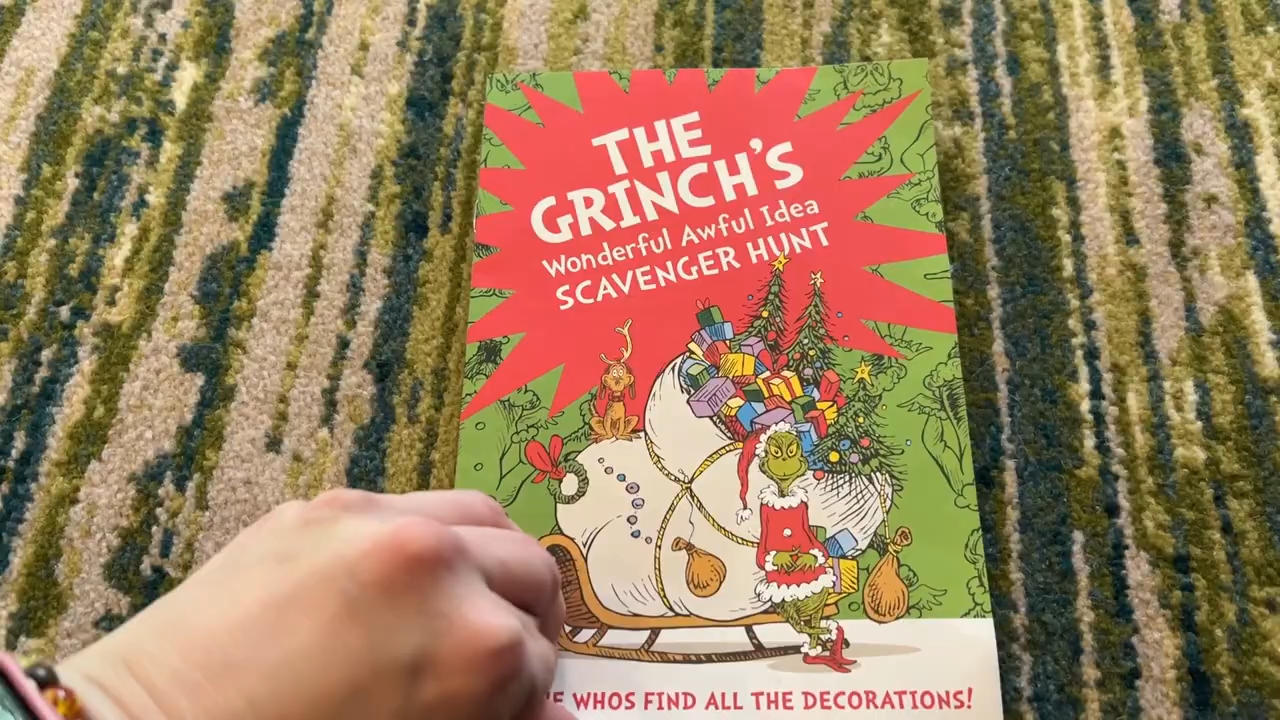 THE
GRINCH'S
Wonderful Awful Idea
SCAVENGER HUNT
WHOS FIND ALL THE DECORATIONS!